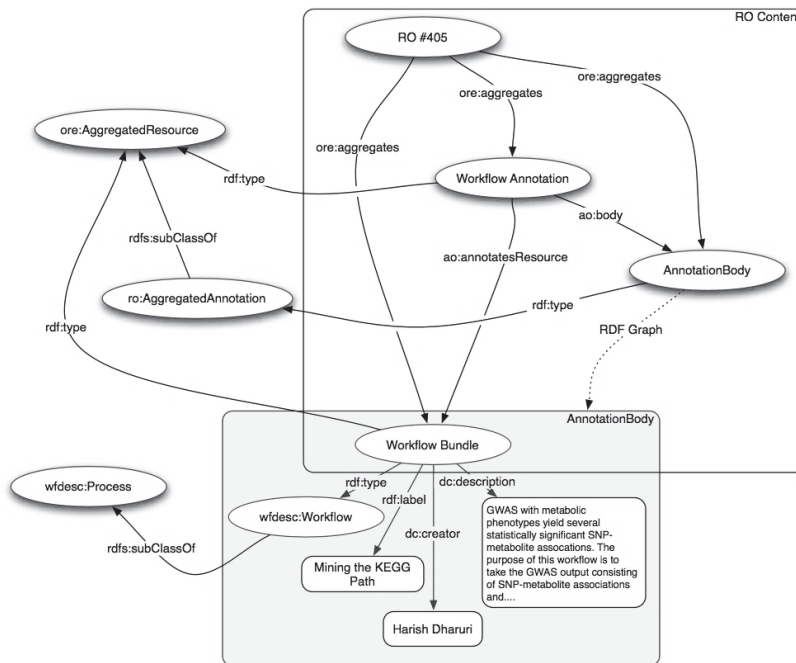 RO Content
RO #405
ore:aggregates
ore:aggregates
ore:AggregatedResource
ore:aggregates
rdf:type
Workflow Annotation
ao:body
rdfs:subClassOf
ao:annotatesResource
AnnotationBody
ro:AggregatedAnnotation
rdf:type
rdf:type
RDF Graph
AnnotationBody
Workflow Bundle
rdf:type
dc:description
wfdesc:Process
rdf:label
wfdesc:Workflow
GWAS with metabolic
phenotypes yield several
statistically significant SNP-
metabolite assocations. The
purpose of this workflow is to
take the GWAS output consisting
of SNP-metabolite associations
and....
dc:creator
rdfs:subClassOf
Mining the KEGG
Path
Harish Dharuri